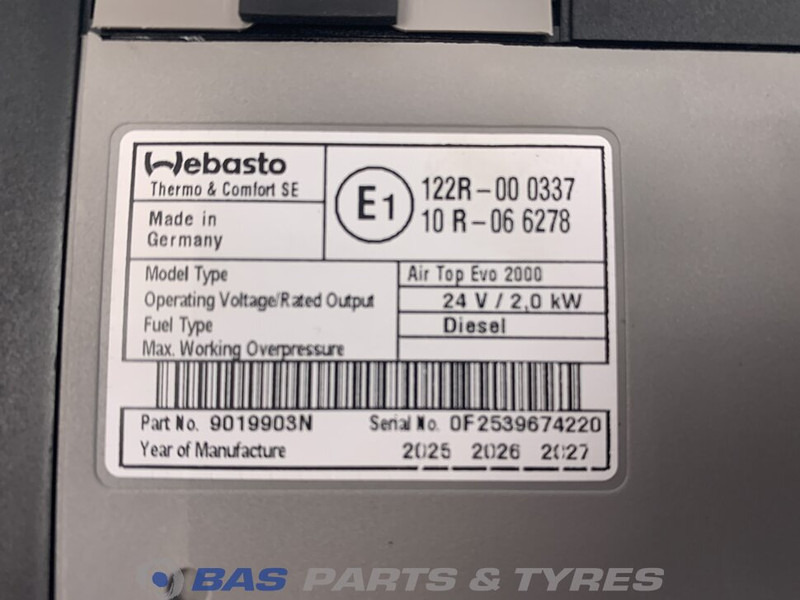 Webasto
Thermo & Comfort SE
Made in
Germany
E1
122R-00 0337
10 R-06 6278
Model Type Air Top Evo 2000
Operating Voltage/Rated Output 24 V / 2,0 kW
Fuel Type Diesel
Max. Working Overpressure
Part No. 9019903N Serial No. 0F2539674220
Year of Manufacture 2025 2026 2027
BAS PARTS & TYRES